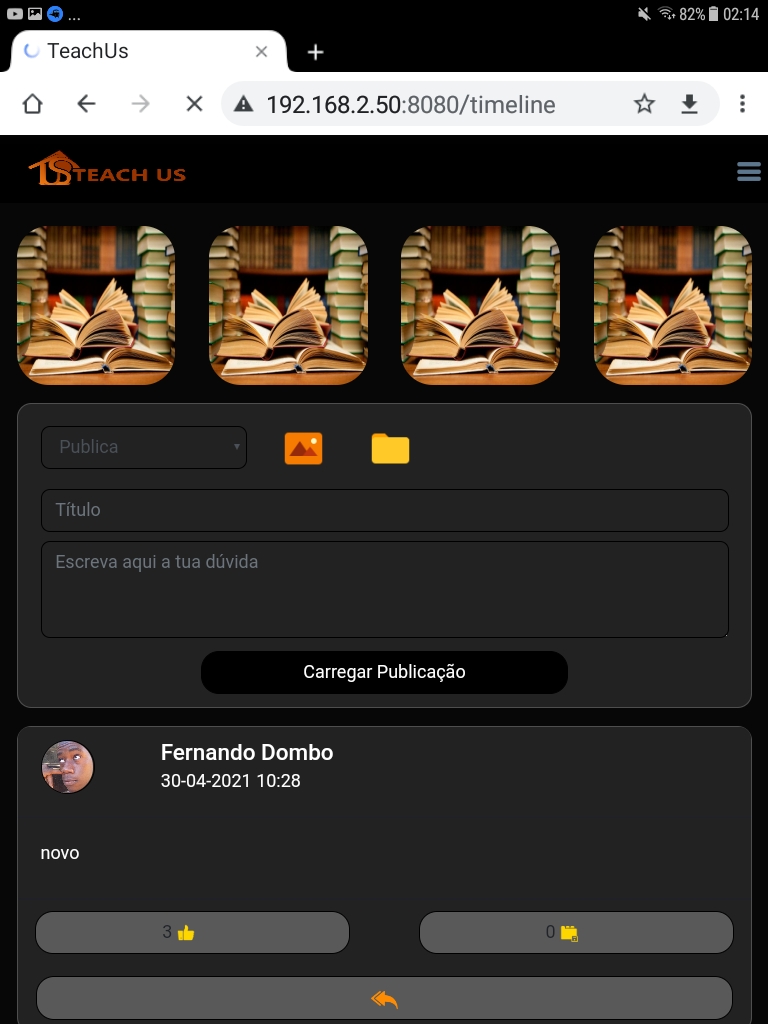 ... 82% 02:14
TeachUs
192.168.2.50:8080/timeline
TEACH US
Publica
Título
Escreva aqui a tua dúvida
Carregar Publicação
Fernando Dombo
30-04-2021 10:28
novo
3 0